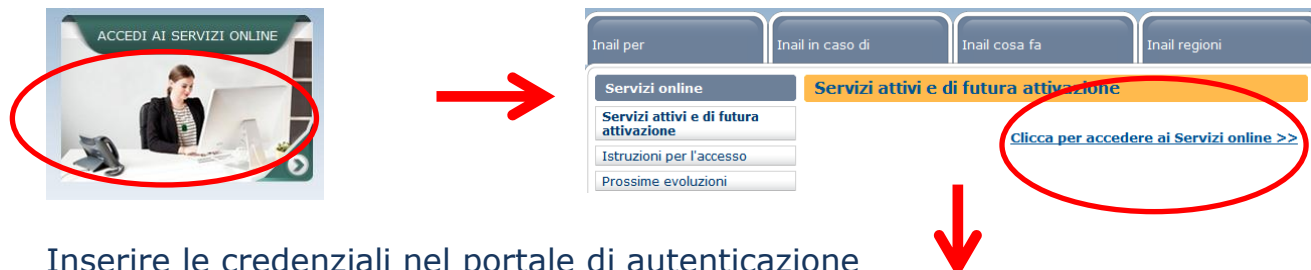 ACCEDI AI SERVIZI ONLINE
Inail per
Inail in caso di
Inail cosa fa
Inail regioni
Servizi online
Servizi attivi e di futura attivazione
Servizi attivi e di futura
attivazione
Clicca per accedere ai Servizi online >>
Istruzioni per l'accesso
Prossime evoluzioni
Inserire le credenziali nel portale di autenticazione